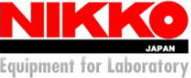 NIKKO
JAPAN
Equipment for Laboratory